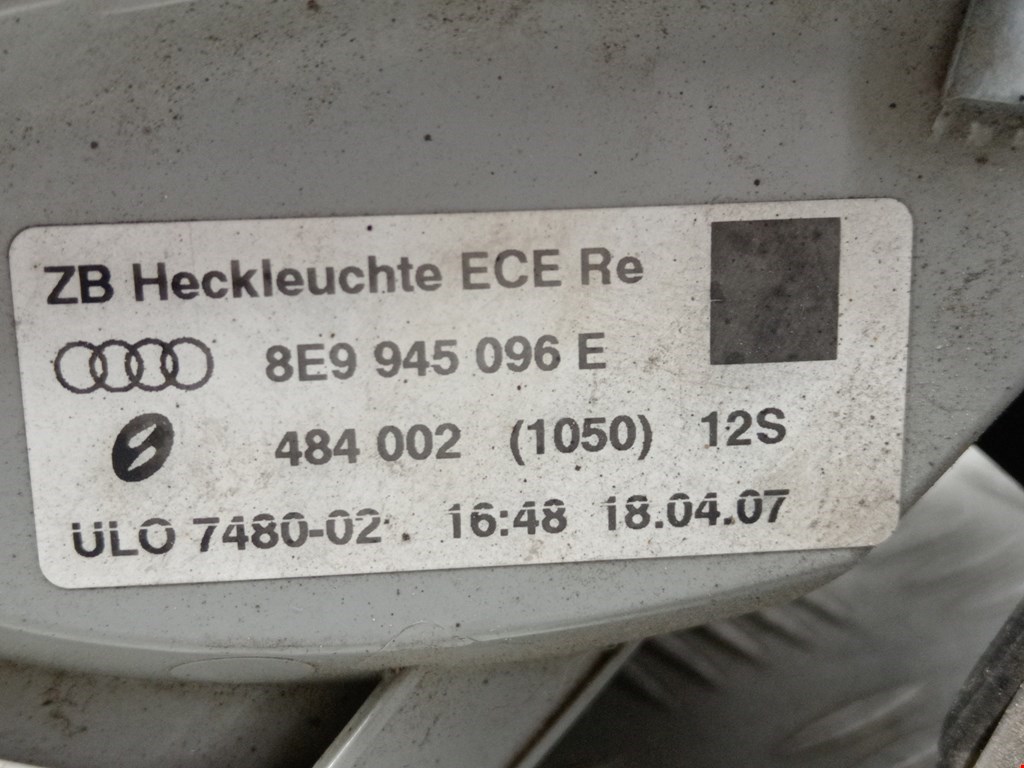 ZB Heckleuchte ECE Re
8E9 945 096 E
484 002 (1050) 12S
ULO 7480-02 16:48 18.04.07